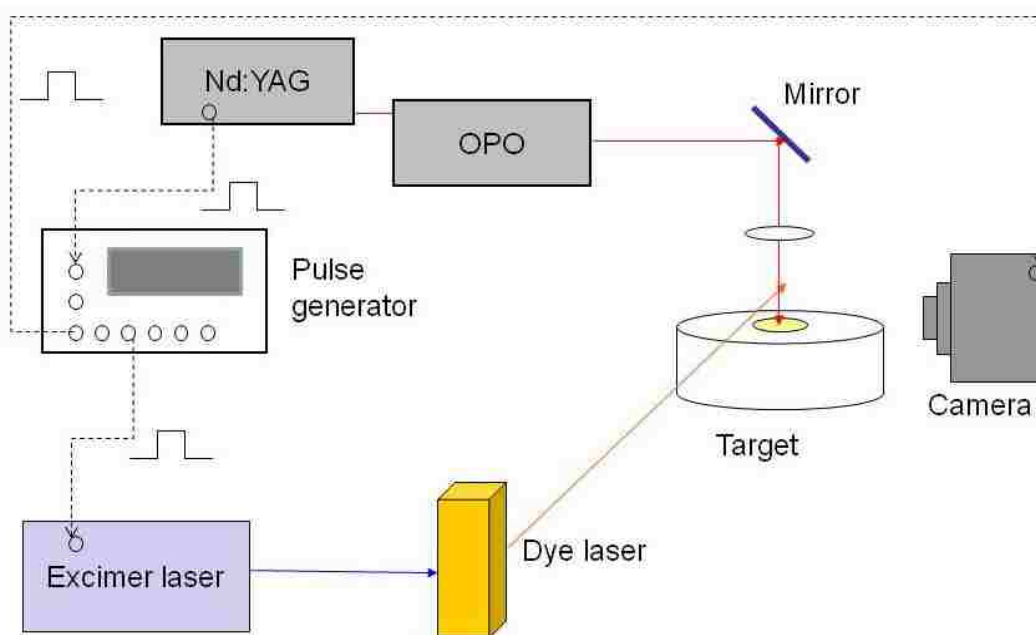 Nd:YAG
Mirror
OPO
Pulse
generator
Camera
Target
Dye laser
Excimer laser